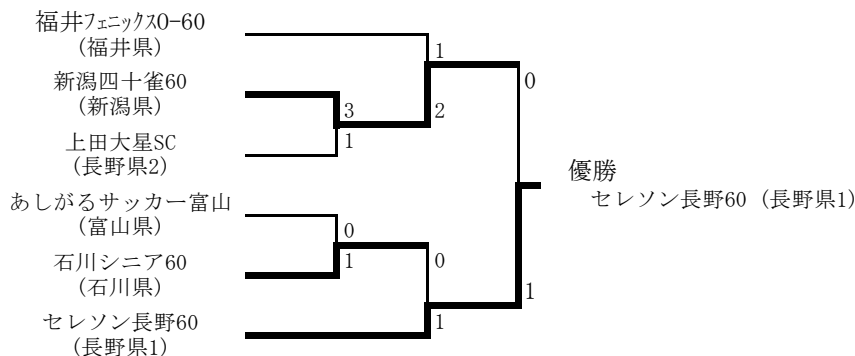 福井フェニックスO-60
(福井県)
1
新潟四十雀60
(新潟県)
0
3
2
上田大星SC
(長野県2)
1
優勝
セレソン長野60 (長野県1)
あしがるサッカー富山
(富山県)
0
石川シニア60
(石川県)
1
0
1
セレソン長野60
(長野県1)
1